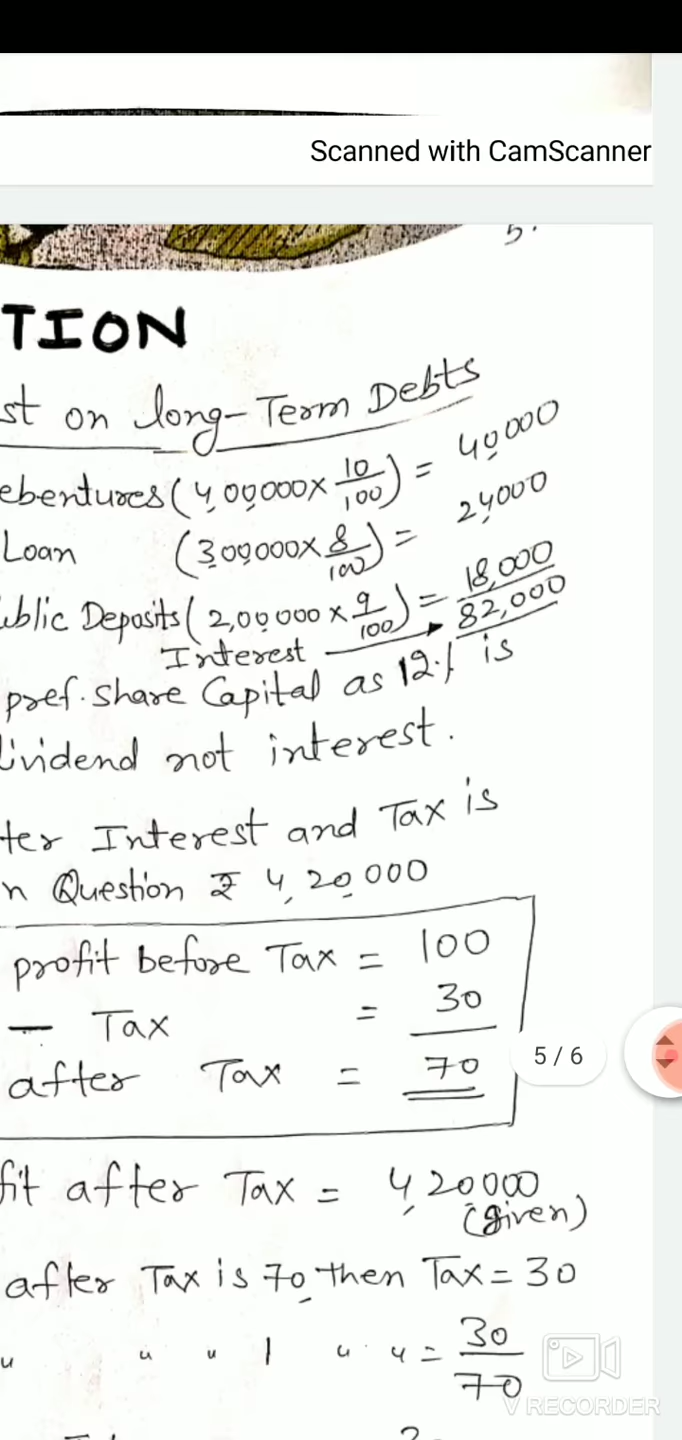 Scanned with CamScanner
5.
TION
st on long-Term Debts
ebentures (4,00,000 x 10/100) = 40,000
Loan (3,00,000 x 8/100) = 24,000
ublic Deposits (2,00,000 x 9/100) = 18,000
Interest → 82,000
pref. Share Capital as 12% is
ividend not interest.
ter Interest and Tax is
n Question ₹ 4,20,000
profit before Tax = 100
- Tax = 30
after Tax = 70
5 / 6
fit after Tax = 4,20000
(given)
after Tax is 70, then Tax = 30
" " " 1 " " = 30/70
V RECORDER